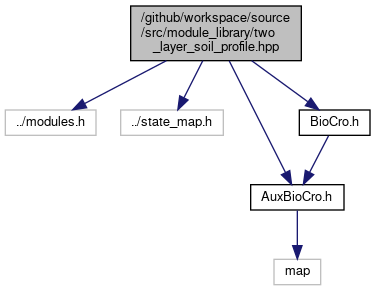 /github/workspace/source
/src/module_library/two
_layer_soil_profile.hpp
../modules.h
../state_map.h
BioCro.h
AuxBioCro.h
map